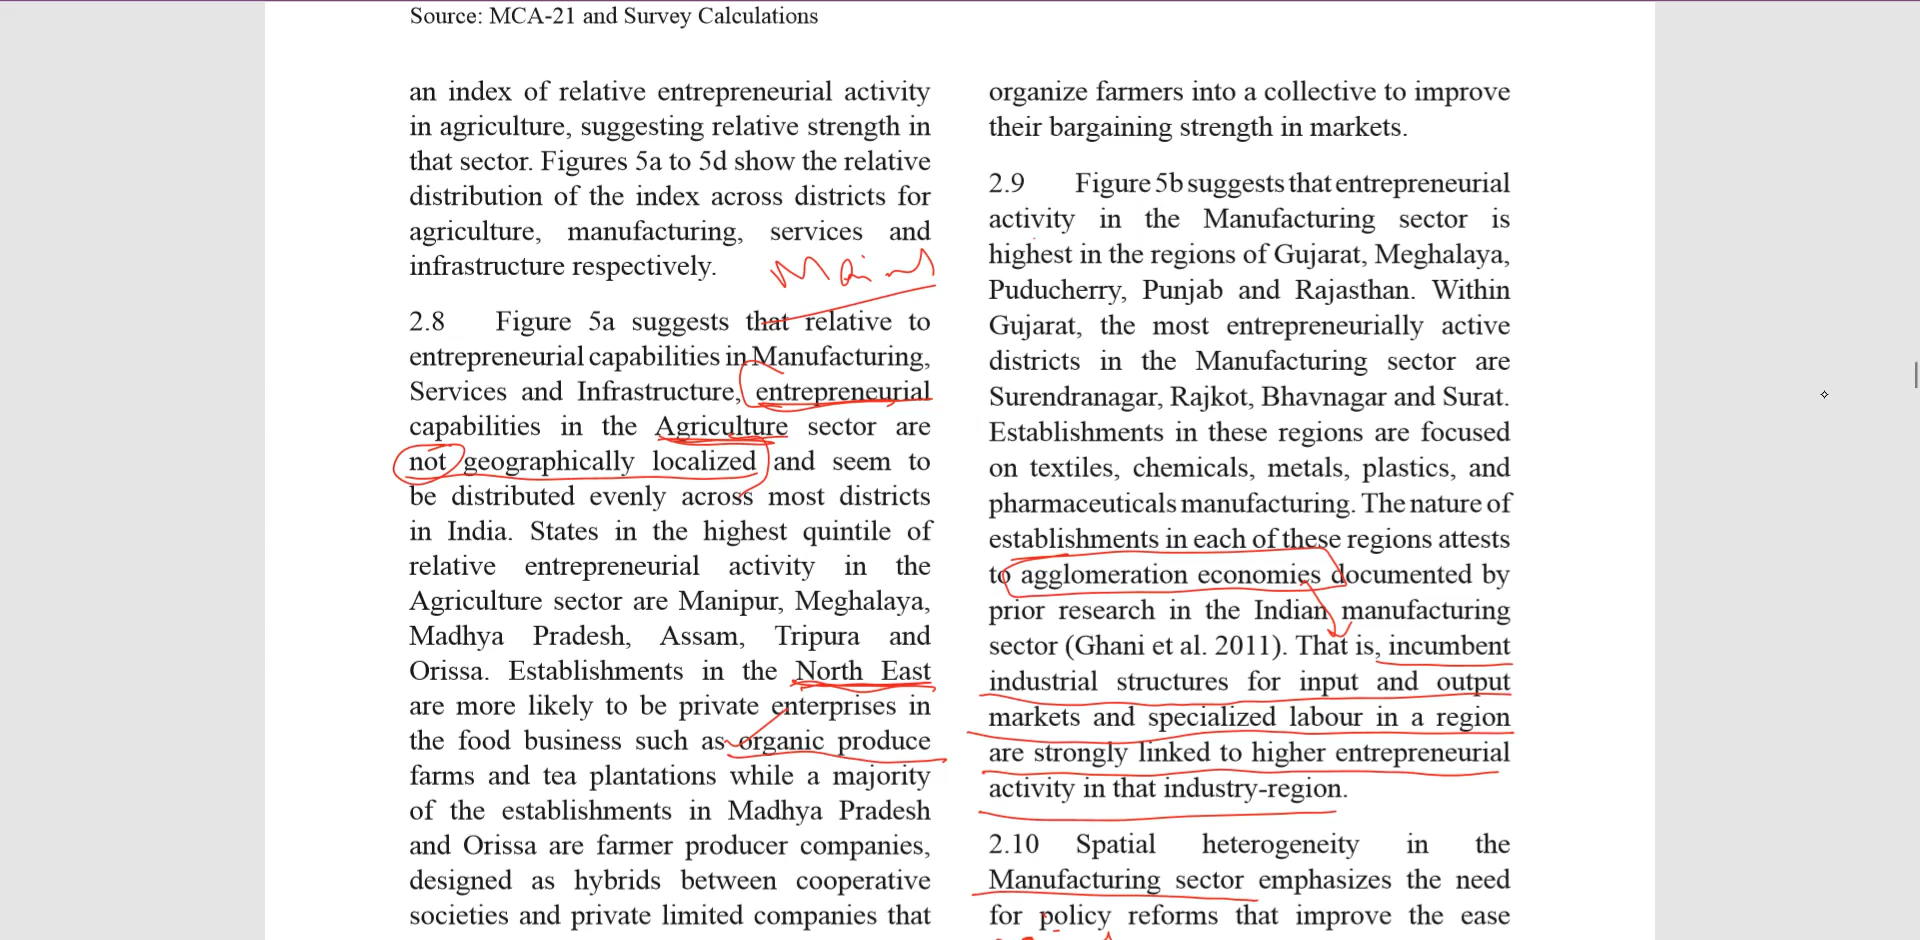 Source: MCA-21 and Survey Calculations
an index of relative entrepreneurial activity
in agriculture, suggesting relative strength in
that sector. Figures 5a to 5d show the relative
distribution of the index across districts for
agriculture, manufacturing, services and
infrastructure respectively.
2.8 Figure 5a suggests that relative to
entrepreneurial capabilities in Manufacturing,
Services and Infrastructure, entrepreneurial
capabilities in the Agriculture sector are
not geographically localized and seem to
be distributed evenly across most districts
in India. States in the highest quintile of
relative entrepreneurial activity in the
Agriculture sector are Manipur, Meghalaya,
Madhya Pradesh, Assam, Tripura and
Orissa. Establishments in the North East
are more likely to be private enterprises in
the food business such as organic produce
farms and tea plantations while a majority
of the establishments in Madhya Pradesh
and Orissa are farmer producer companies,
designed as hybrids between cooperative
societies and private limited companies that
organize farmers into a collective to improve
their bargaining strength in markets.
2.9 Figure 5b suggests that entrepreneurial
activity in the Manufacturing sector is
highest in the regions of Gujarat, Meghalaya,
Puducherry, Punjab and Rajasthan. Within
Gujarat, the most entrepreneurially active
districts in the Manufacturing sector are
Surendranagar, Rajkot, Bhavnagar and Surat.
Establishments in these regions are focused
on textiles, chemicals, metals, plastics, and
pharmaceuticals manufacturing. The nature of
establishments in each of these regions attests
to agglomeration economies documented by
prior research in the Indian manufacturing
sector (Ghani et al. 2011). That is, incumbent
industrial structures for input and output
markets and specialized labour in a region
are strongly linked to higher entrepreneurial
activity in that industry-region.
2.10 Spatial heterogeneity in the
Manufacturing sector emphasizes the need
for policy reforms that improve the ease